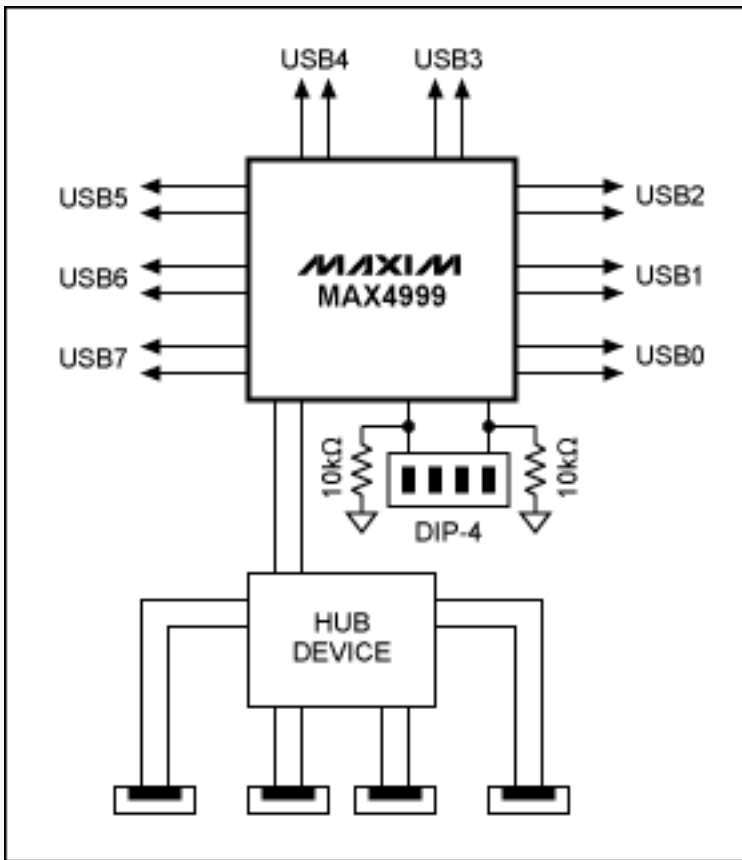 USB4
USB3
USB5
USB2
MAXIM
USB6
USB1
MAX4999
USB7
USB0
10kΩ
10kΩ
DIP-4
HUB
DEVICE